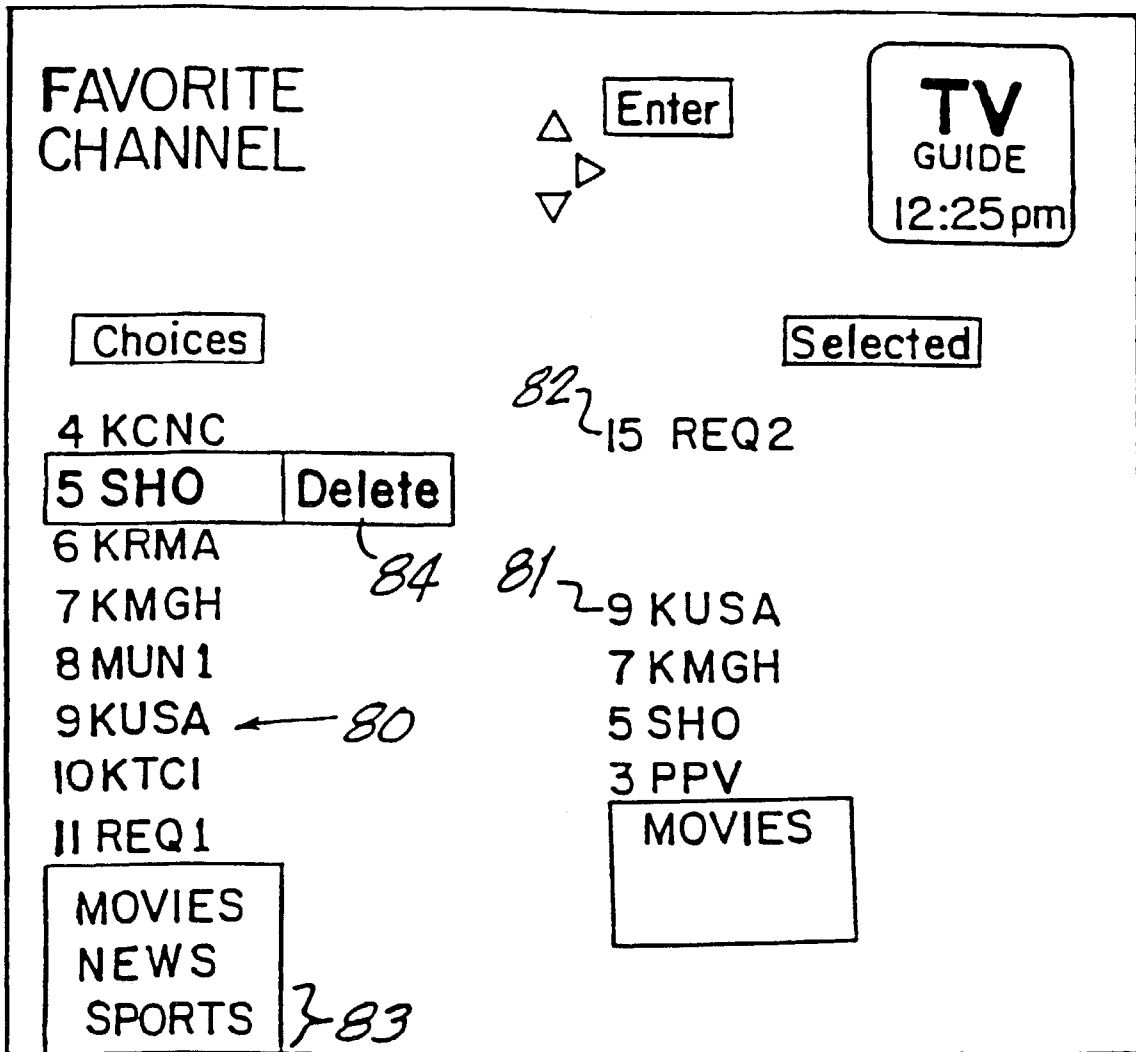 FAVORITE
CHANNEL
Enter
TV
GUIDE
12:25pm
Choices
Selected
4 KCNC
5 SHO Delete
6 KRMA
7 KMGH
8 MUN1
9 KUSA
10 KTCI
11 REQ1
MOVIES
NEWS
SPORTS
84
80
83
82
15 REQ2
81
9 KUSA
7 KMGH
5 SHO
3 PPV
MOVIES